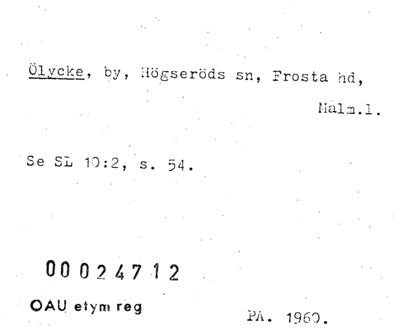 Ölycke, by, Högseröds sn, Frosta hd,
Malm.l.
Se SL 10:2, s. 54.
00024712
OAU etym reg
PA. 1960.